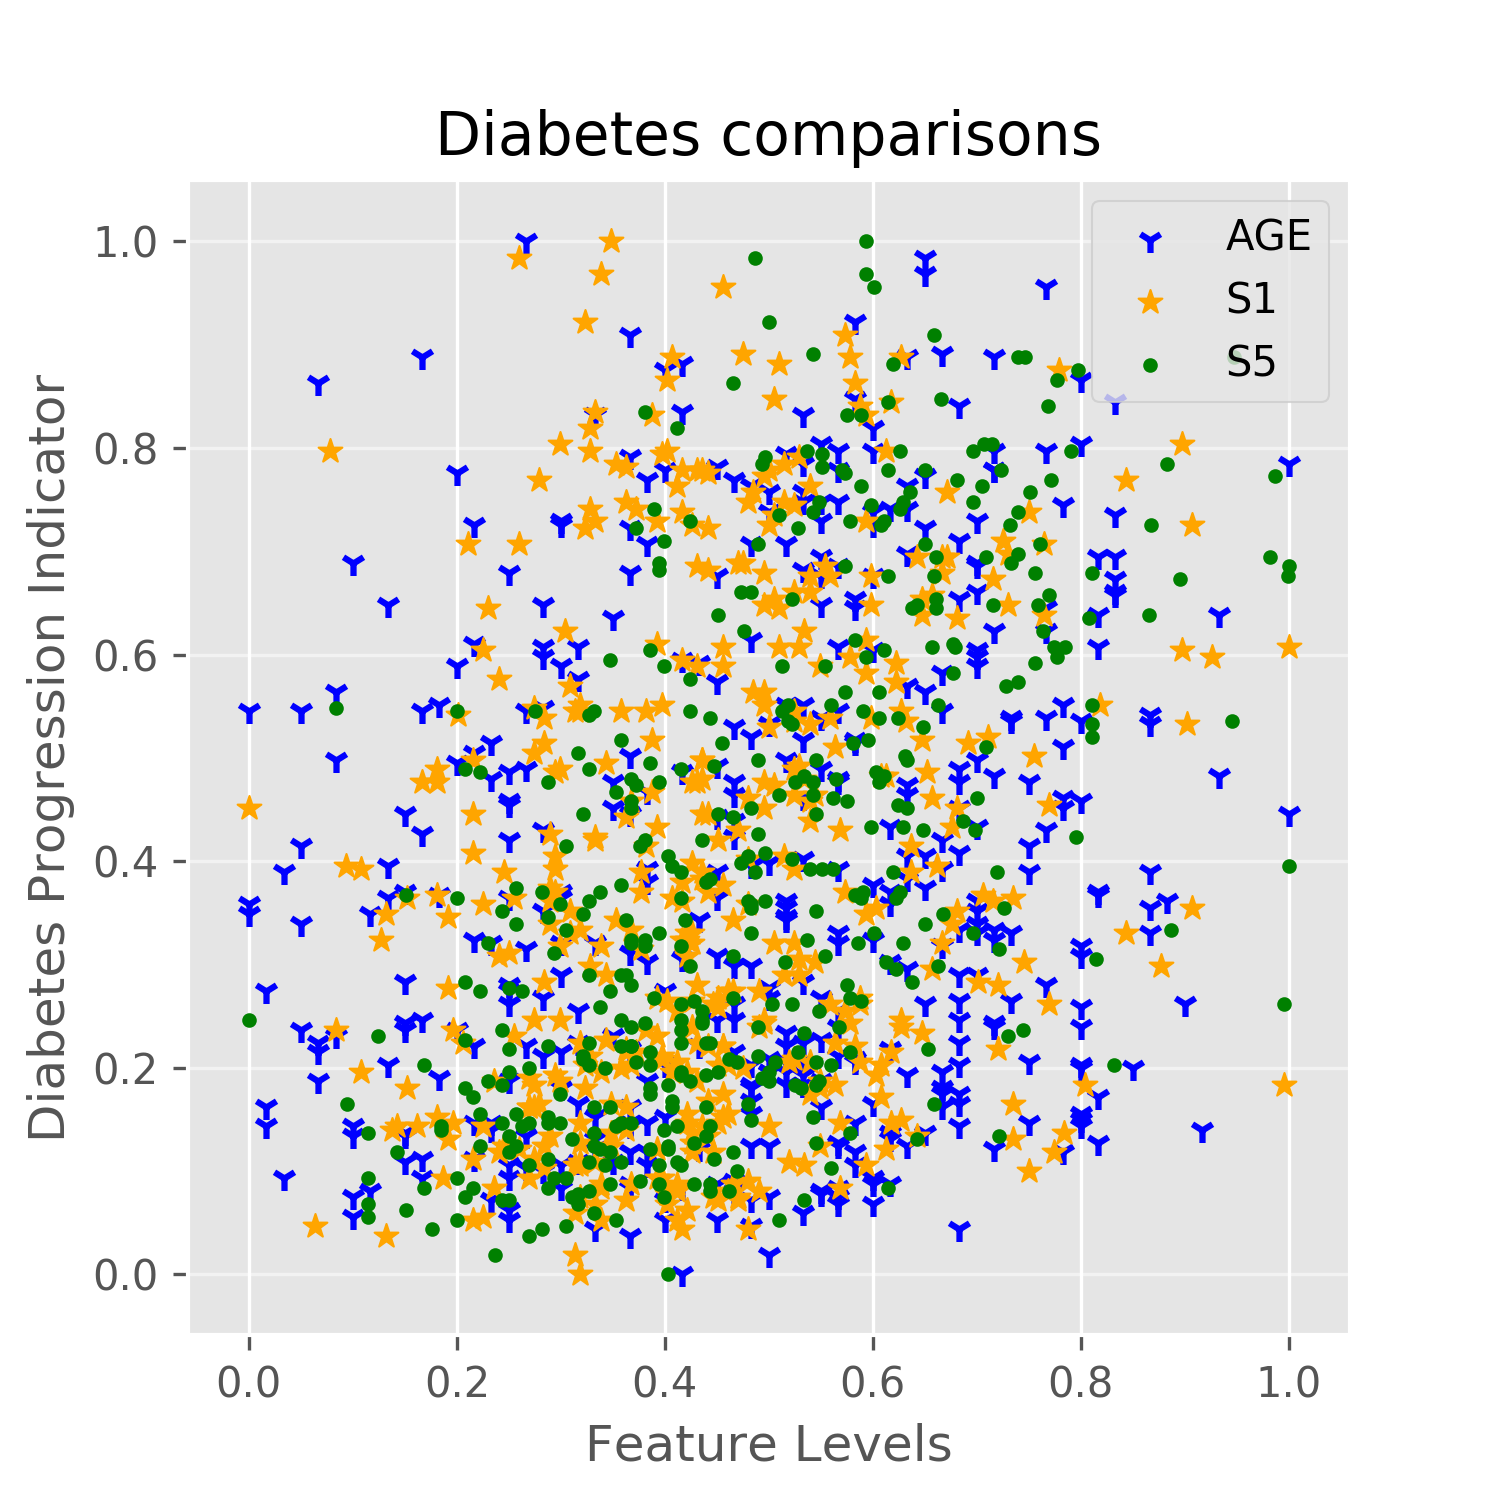 Diabetes comparisons
AGE
S1
S5
Diabetes Progression Indicator
1.0
0.8
0.6
0.4
0.2
0.0
0.0 0.2 0.4 0.6 0.8 1.0
Feature Levels